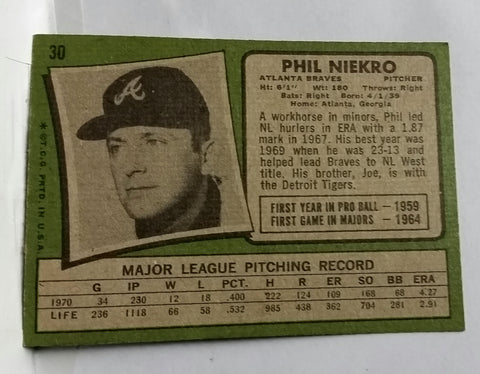 30
PHIL NIEKRO
ATLANTA BRAVES PITCHER
Ht: 6'1" Wt: 180 Throws: Right
Bats: Right Born: 4/1/39
Home: Atlanta, Georgia
A workhorse in minors, Phil led
NL hurlers in ERA with a 1.87
mark in 1967. His best year was
1969 when he was 23-13 and
helped lead Braves to NL West
title. His brother, Joe, is with
the Detroit Tigers.
FIRST YEAR IN PRO BALL — 1959
FIRST GAME IN MAJORS — 1964
A
* © T.C.G. PRTD. IN U.S.A.
MAJOR LEAGUE PITCHING RECORD
G IP W L PCT. H R ER SO BB ERA
1970 34 230 12 18 .400 222 124 109 168 68 4.27
LIFE 236 1118 66 58 .532 985 438 362 704 281 2.91